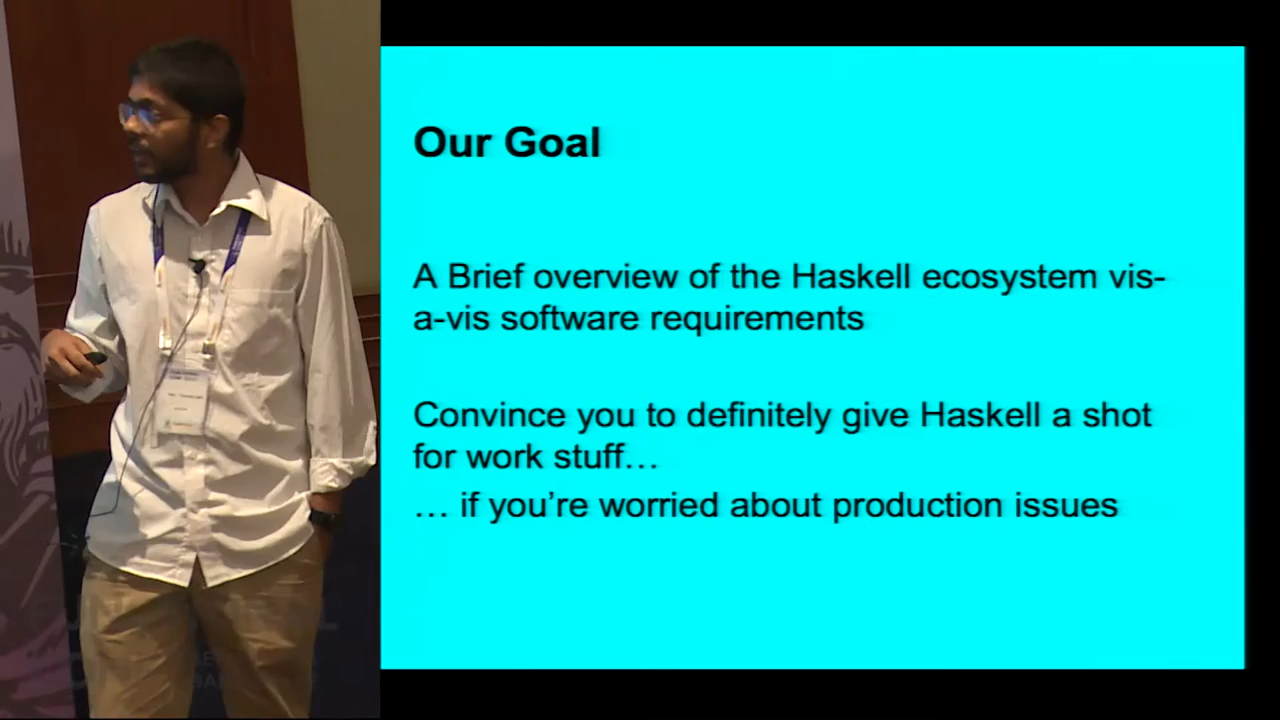 Our Goal
A Brief overview of the Haskell ecosystem vis-
a-vis software requirements
Convince you to definitely give Haskell a shot
for work stuff…
… if you’re worried about production issues